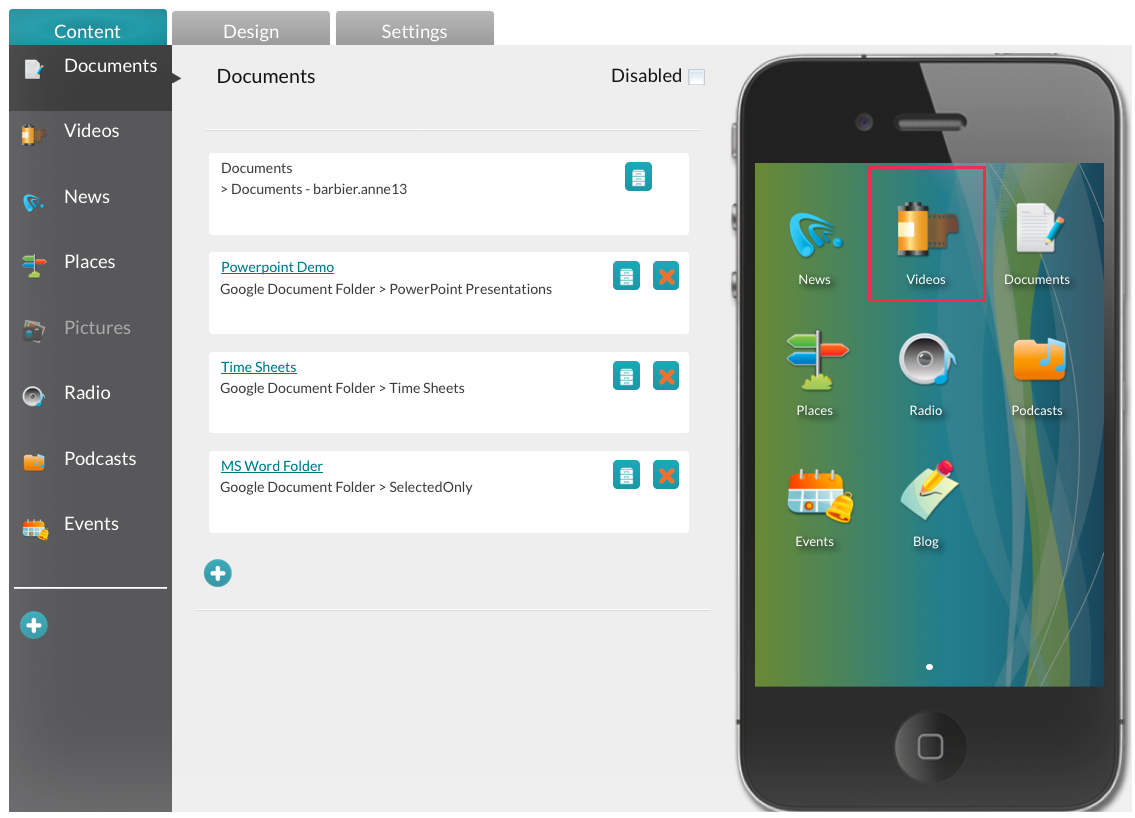 Content
Design
Settings
Documents
Videos
News
Places
Pictures
Radio
Podcasts
Events
Documents
Disabled
Documents
> Documents - barbier.anne13
Powerpoint Demo
Google Document Folder > PowerPoint Presentations
Time Sheets
Google Document Folder > Time Sheets
MS Word Folder
Google Document Folder > SelectedOnly
News
Videos
Documents
Places
Radio
Podcasts
Events
Blog